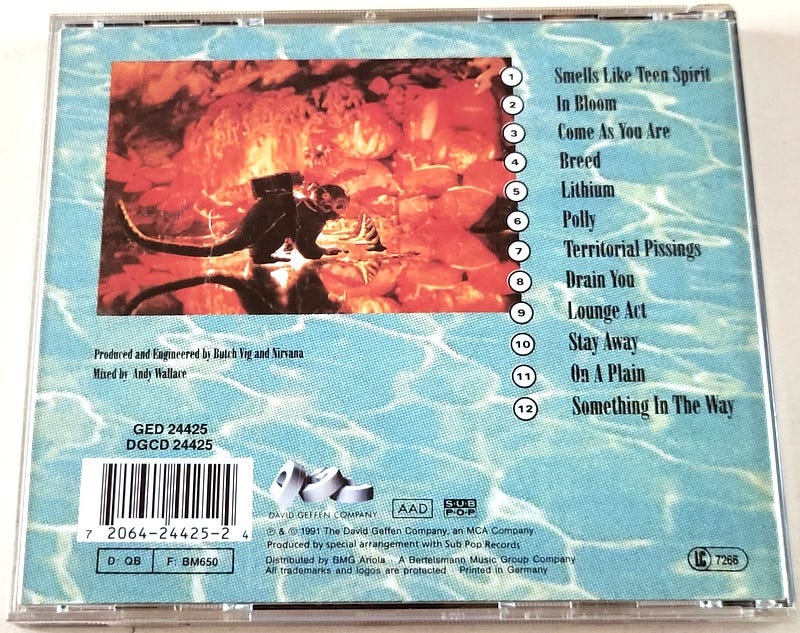 1 Smells Like Teen Spirit
2 In Bloom
3 Come As You Are
4 Breed
5 Lithium
6 Polly
7 Territorial Pissings
8 Drain You
9 Lounge Act
10 Stay Away
11 On A Plain
12 Something In The Way
Produced and Engineered by Butch Vig and Nirvana
Mixed by Andy Wallace
GED 24425
DGCD 24425
7 2064-24425-2 4
D: QB F: BM650
DAVID GEFFEN COMPANY
AAD
SUB
POP
℗ & © 1991 The David Geffen Company, an MCA Company
Produced by special arrangement with Sub Pop Records
Distributed by BMG Ariola · A Bertelsmann Music Group Company
All trademarks and logos are protected · Printed in Germany
LC 7266